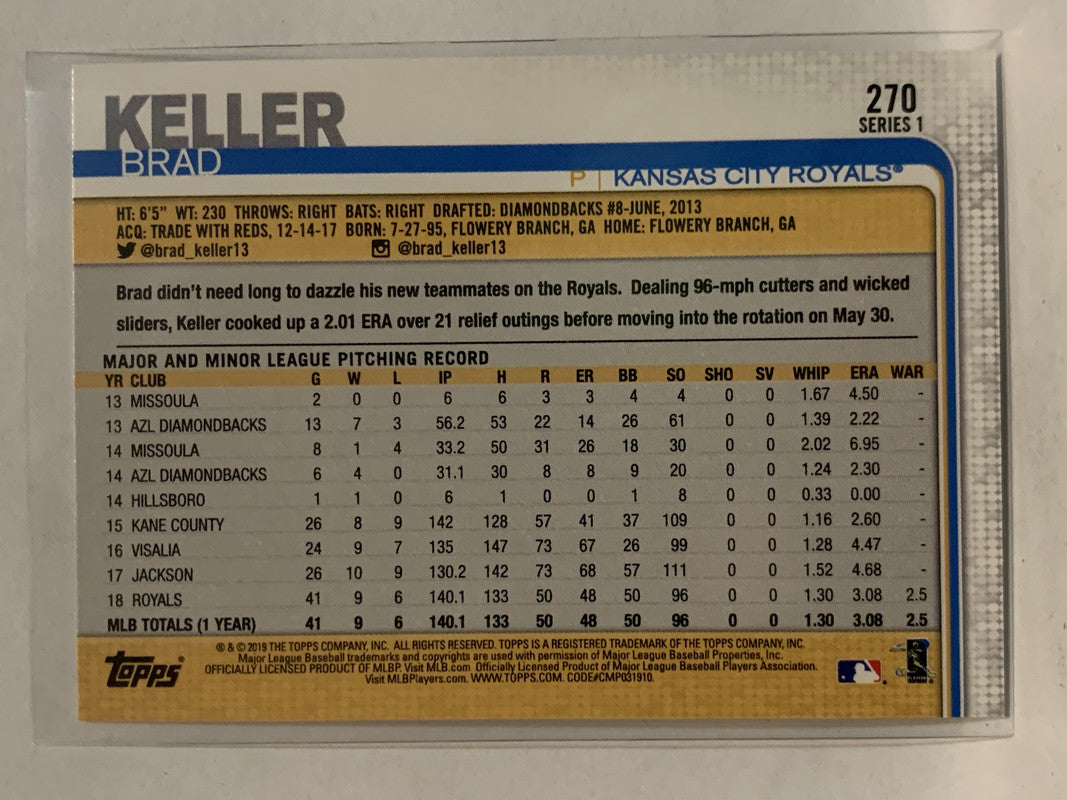 KELLER
BRAD
270
SERIES 1
P | KANSAS CITY ROYALS®
HT: 6'5" WT: 230 THROWS: RIGHT BATS: RIGHT DRAFTED: DIAMONDBACKS #8-JUNE, 2013
ACQ: TRADE WITH REDS, 12-14-17 BORN: 7-27-95, FLOWERY BRANCH, GA HOME: FLOWERY BRANCH, GA
@brad_keller13 @brad_keller13
Brad didn't need long to dazzle his new teammates on the Royals. Dealing 96-mph cutters and wicked
sliders, Keller cooked up a 2.01 ERA over 21 relief outings before moving into the rotation on May 30.
MAJOR AND MINOR LEAGUE PITCHING RECORD
YR CLUB G W L IP H R ER BB SO SHO SV WHIP ERA WAR
13 MISSOULA 2 0 0 6 6 3 3 4 4 0 0 1.67 4.50 -
13 AZL DIAMONDBACKS 13 7 3 56.2 53 22 14 26 61 0 0 1.39 2.22 -
14 MISSOULA 8 1 4 33.2 50 31 26 18 30 0 0 2.02 6.95 -
14 AZL DIAMONDBACKS 6 4 0 31.1 30 8 8 9 20 0 0 1.24 2.30 -
14 HILLSBORO 1 1 0 6 1 0 0 1 8 0 0 0.33 0.00 -
15 KANE COUNTY 26 8 9 142 128 57 41 37 109 0 0 1.16 2.60 -
16 VISALIA 24 9 7 135 147 73 67 26 99 0 0 1.28 4.47 -
17 JACKSON 26 10 9 130.2 142 73 68 57 111 0 0 1.52 4.68 -
18 ROYALS 41 9 6 140.1 133 50 48 50 96 0 0 1.30 3.08 2.5
MLB TOTALS (1 YEAR) 41 9 6 140.1 133 50 48 50 96 0 0 1.30 3.08 2.5
topps®
® & © 2019 THE TOPPS COMPANY, INC. ALL RIGHTS RESERVED. TOPPS IS A REGISTERED TRADEMARK OF THE TOPPS COMPANY, INC.
Major League Baseball trademarks and copyrights are used with permission of Major League Baseball Properties, Inc.
OFFICIALLY LICENSED PRODUCT OF MLBP. Visit MLB.com. Officially Licensed Product of Major League Baseball Players Association.
Visit MLBPlayers.com. WWW.TOPPS.COM. CODE#CMP031910.